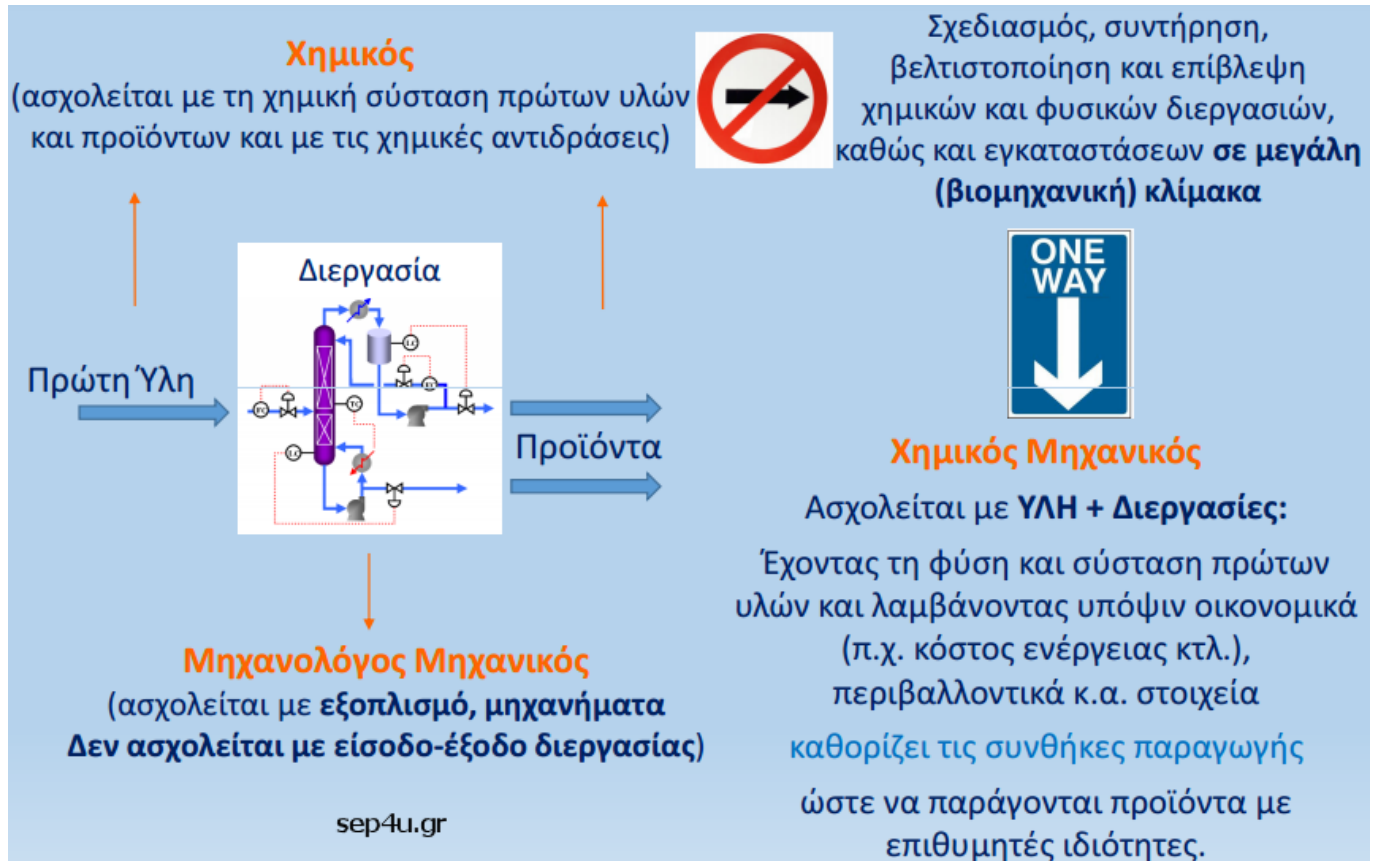 Χημικός
(ασχολείται με τη χημική σύσταση πρώτων υλών
και προϊόντων και με τις χημικές αντιδράσεις)
Σχεδιασμός, συντήρηση,
βελτιστοποίηση και επίβλεψη
χημικών και φυσικών διεργασιών,
καθώς και εγκαταστάσεων σε μεγάλη
(βιομηχανική) κλίμακα
Διεργασία
LC
FC
TC
LC
Πρώτη Ύλη
Προϊόντα
ONE
WAY
Μηχανολόγος Μηχανικός
(ασχολείται με εξοπλισμό, μηχανήματα
Δεν ασχολείται με είσοδο-έξοδο διεργασίας)
sep4u.gr
Χημικός Μηχανικός
Ασχολείται με ΥΛΗ + Διεργασίες:
Έχοντας τη φύση και σύσταση πρώτων
υλών και λαμβάνοντας υπόψιν οικονομικά
(π.χ. κόστος ενέργειας κτλ.),
περιβαλλοντικά κ.α. στοιχεία
καθορίζει τις συνθήκες παραγωγής
ώστε να παράγονται προϊόντα με
επιθυμητές ιδιότητες.